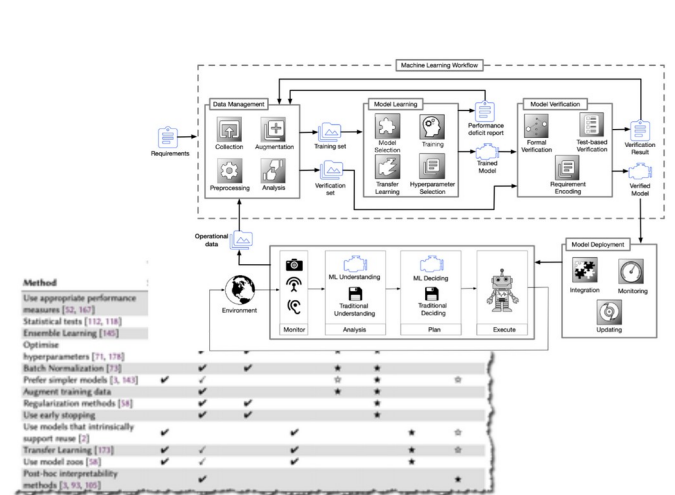 Machine Learning Workflow
Data Management
Model Learning
Model Verification
Collection
Augmentation
Preprocessing
Analysis
Requirements
Training set
Verification
set
Model
Selection
Training
Transfer
Learning
Hyperparameter
Selection
Performance
deficit report
Trained
Model
Formal
Verification
Test-based
Verification
Requirement
Encoding
Verification
Result
Verified
Model
Operational
data
Environment
Monitor
ML Understanding
Traditional
Understanding
Analysis
ML Deciding
Traditional
Deciding
Plan
Execute
Model Deployment
Integration
Monitoring
Updating
Method
Use appropriate performance
measures [52, 167]
Statistical tests [112, 118]
Ensemble Learning [145]
Optimise
hyperparameters [71, 178]
Batch Normalization [73]
Prefer simpler models [3, 143]
Augment training data
Regularization methods [58]
Use early stopping
Use models that intrinsically
support reuse [2]
Transfer Learning [173]
Use model zoos [58]
Post-hoc interpretability
methods [3, 93, 105]